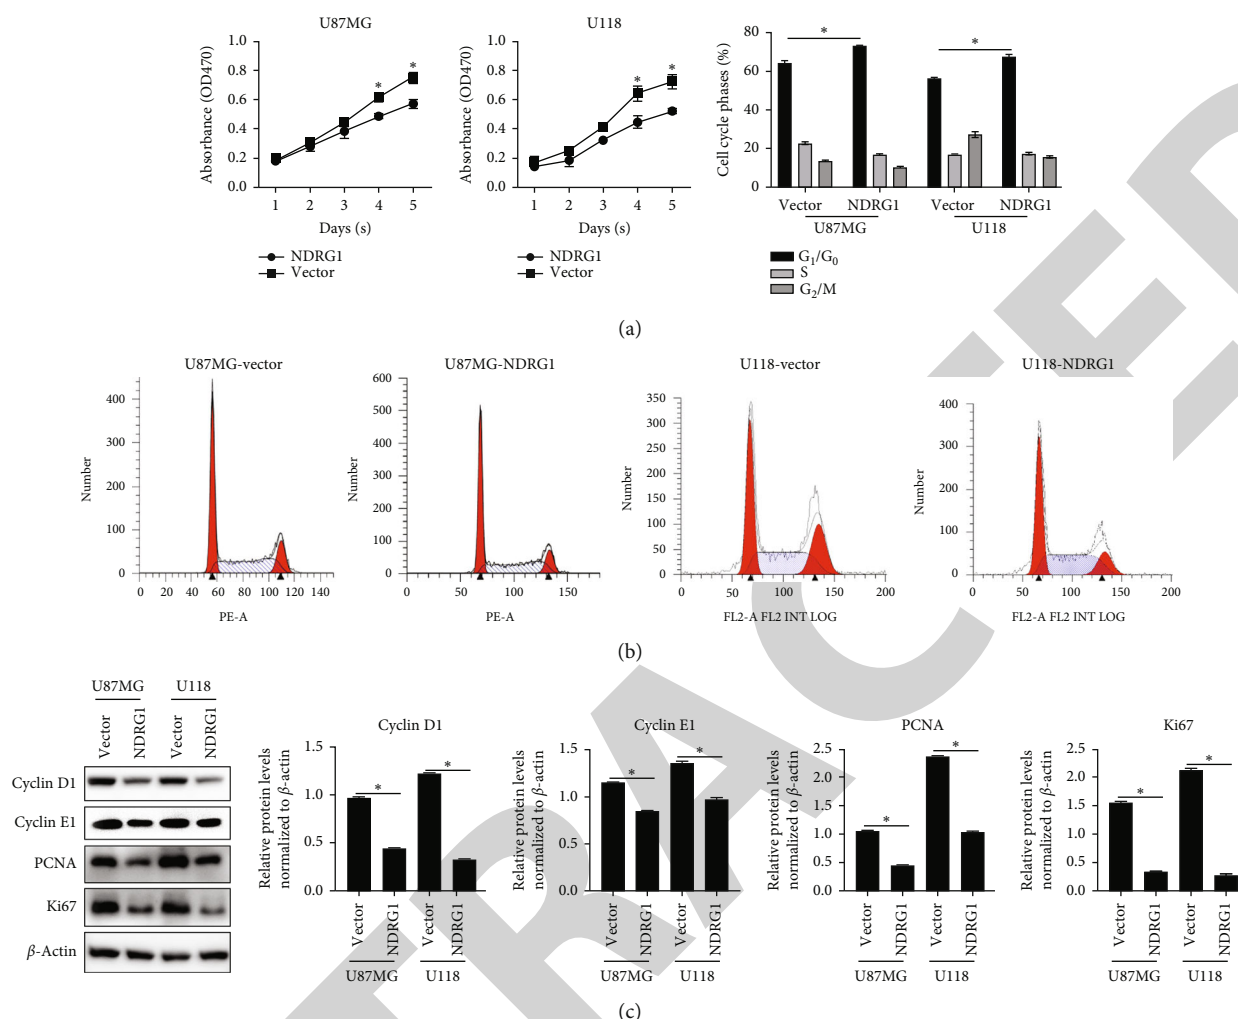 U87MG
U118
Absorbance (OD470)
1.0
0.8
0.6
0.4
0.2
0.0
*
*
1 2 3 4 5
Days (s)
NDRG1
Vector
Absorbance (OD470)
1.0
0.8
0.6
0.4
0.2
0.0
*
*
1 2 3 4 5
Days (s)
NDRG1
Vector
Cell cycle phases (%)
80
60
40
20
0
*
*
Vector NDRG1 Vector NDRG1
U87MG U118
G1/G0
S
G2/M
(a)
U87MG-vector
Number
400
300
200
100
0
0 20 40 60 80 100 120 140
PE-A
U87MG-NDRG1
Number
600
500
400
300
200
100
0
0 50 100 150
PE-A
U118-vector
Number
350
300
250
200
150
100
50
0
0 50 100 150 200
FL2-A FL2 INT LOG
U118-NDRG1
Number
400
300
200
100
0
0 50 100 150 200
FL2-A FL2 INT LOG
(b)
U87MG U118
Vector NDRG1 Vector NDRG1
Cyclin D1
Cyclin E1
PCNA
Ki67
β-Actin
Cyclin D1
Relative protein levels
normalized to β-actin
1.5
1.0
0.5
0.0
*
*
Vector NDRG1 Vector NDRG1
U87MG U118
Cyclin E1
Relative protein levels
normalized to β-actin
1.5
1.0
0.5
0.0
*
*
Vector NDRG1 Vector NDRG1
U87MG U118
PCNA
Relative protein levels
normalized to β-actin
2.5
2.0
1.5
1.0
0.5
0.0
*
*
Vector NDRG1 Vector NDRG1
U87MG U118
Ki67
Relative protein levels
normalized to β-actin
2.5
2.0
1.5
1.0
0.5
0.0
*
*
Vector NDRG1 Vector NDRG1
U87MG U118
(c)